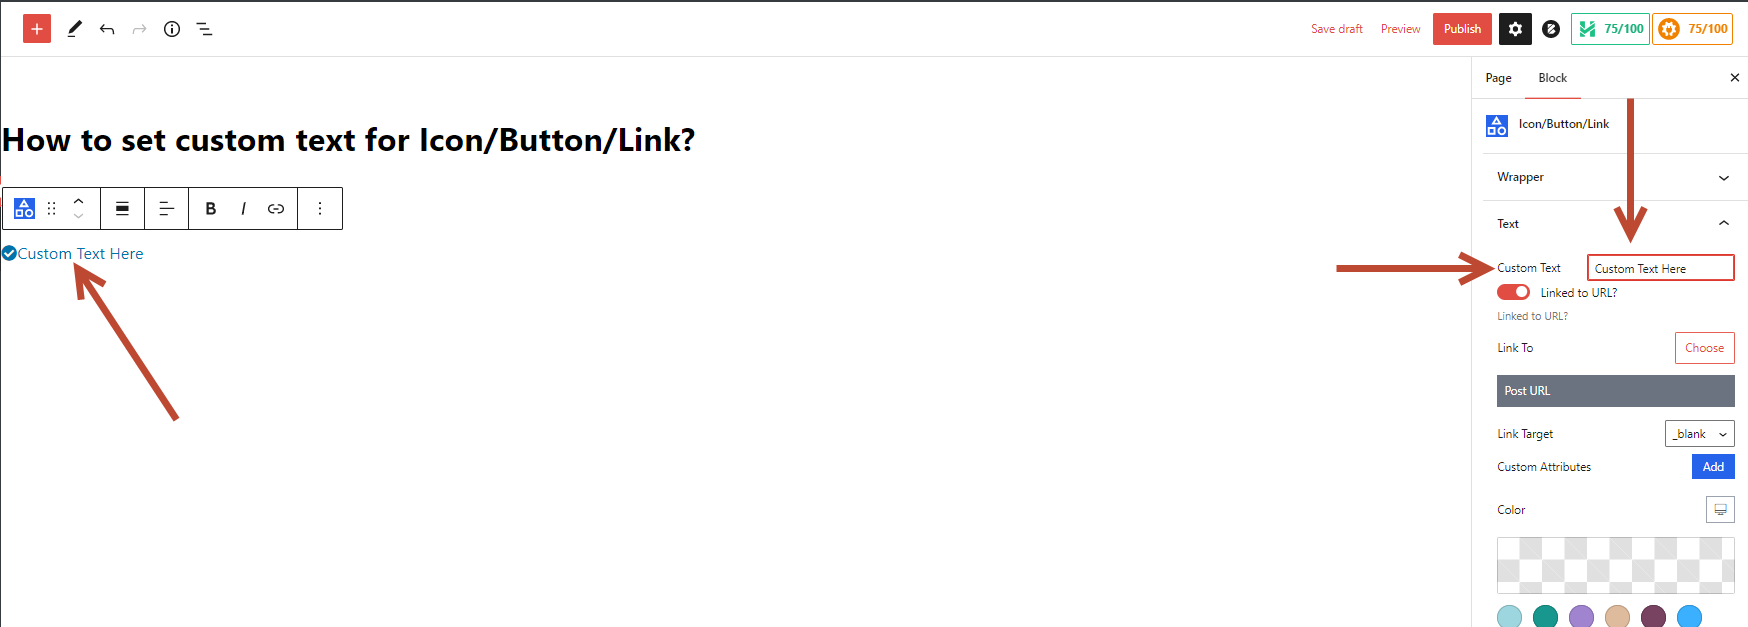 Save draft Preview Publish 75/100 75/100
Page Block
Icon/Button/Link
How to set custom text for Icon/Button/Link?
Wrapper
B I
Text
Custom Text Here
Custom Text Custom Text Here
Linked to URL?
Linked to URL?
Link To Choose
Post URL
Link Target _blank
Custom Attributes Add
Color